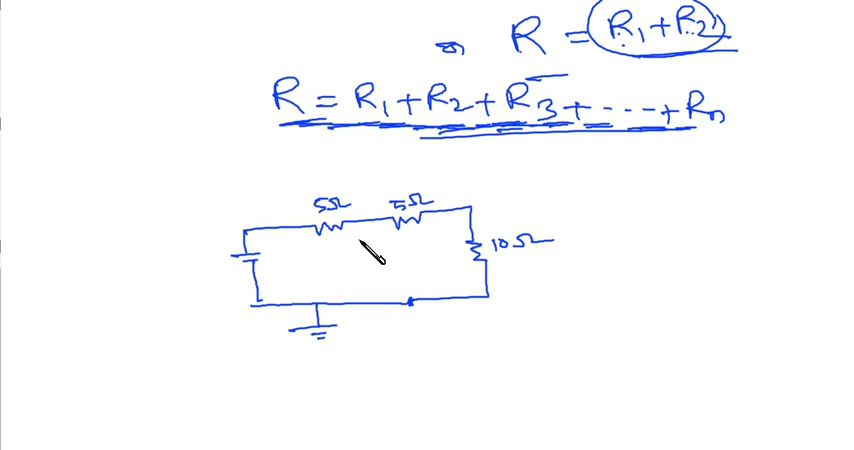 R = R₁ + R₂
R = R₁ + R₂ + R₃ + ---- + Rₙ
5Ω 5Ω
10Ω